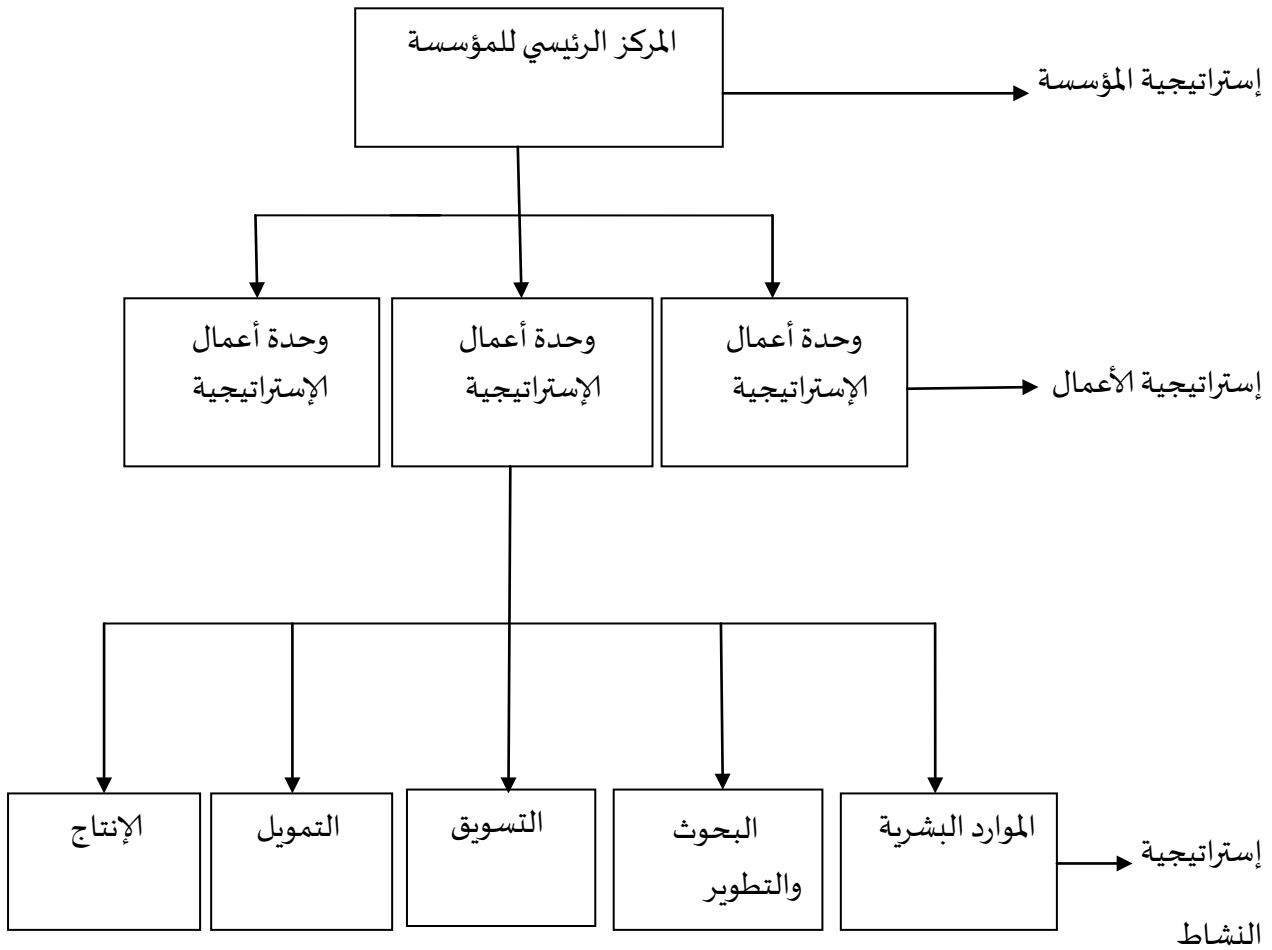 المركز الرئيسي للمؤسسة
إستراتيجية المؤسسة
وحدة أعمال
الإستراتيجية
وحدة أعمال
الإستراتيجية
وحدة أعمال
الإستراتيجية
إستراتيجية الأعمال
الموارد البشرية
البحوث
والتطوير
التسويق
التمويل
الإنتاج
إستراتيجية
النشاط